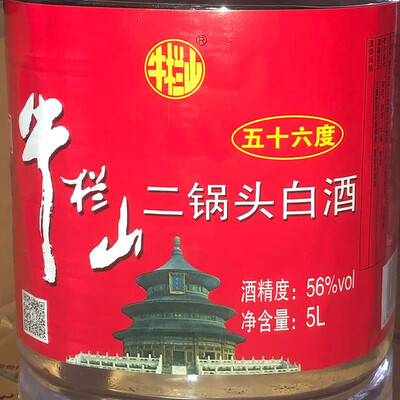 牛栏山
®
五十六度
牛栏山
二锅头白酒
酒精度：56%vol
净含量：5L